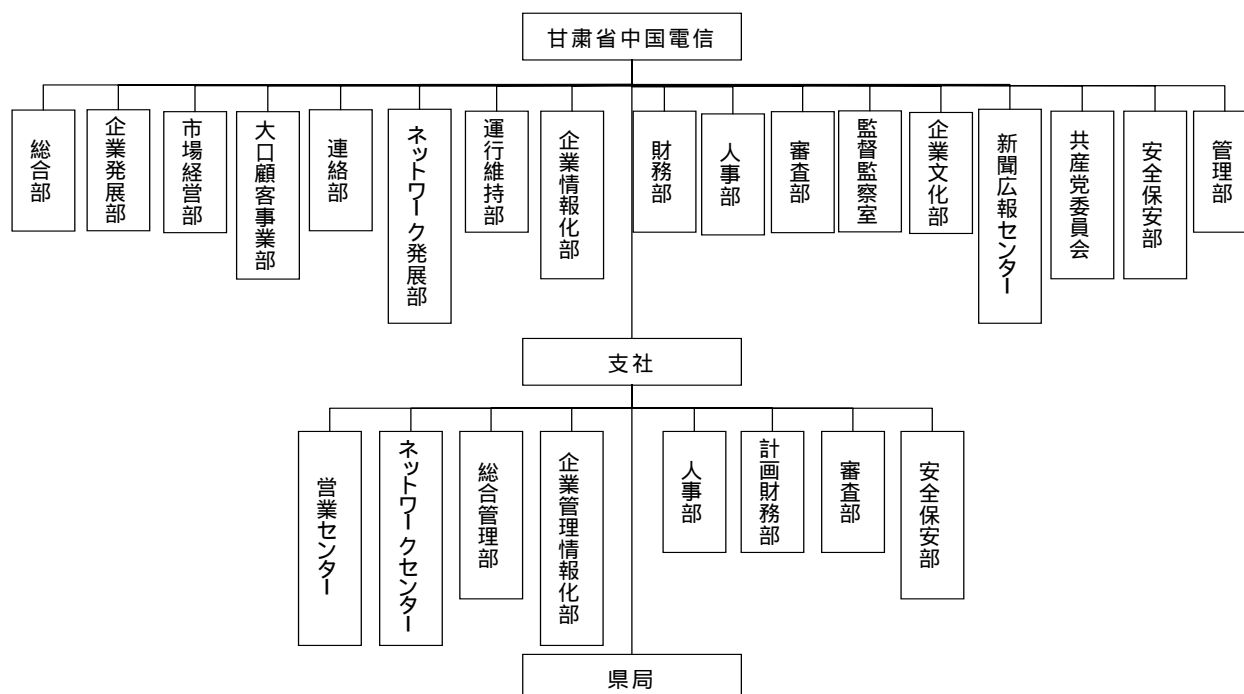 甘粛省中国電信
総合部
企業発展部
市場経営部
大口顧客事業部
連絡部
ネットワーク発展部
運行維持部
企業情報化部
財務部
人事部
審査部
監督監察室
企業文化部
新聞広報センター
共産党委員会
安全保安部
管理部
支社
営業センター
ネットワークセンター
総合管理部
企業管理情報化部
人事部
計画財務部
審査部
安全保安部
県局